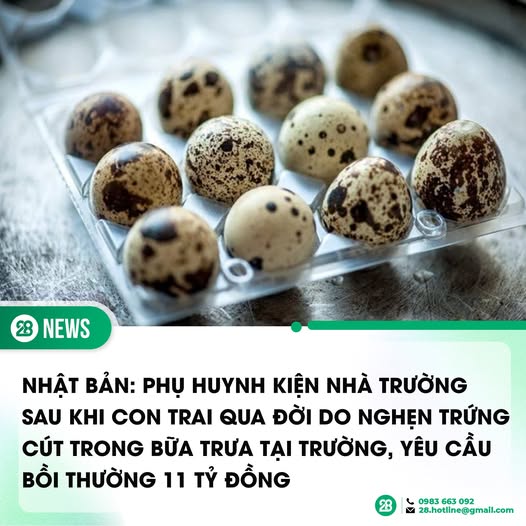 28
28 NEWS
NHẬT BẢN: PHỤ HUYNH KIỆN NHÀ TRƯỜNG
SAU KHI CON TRAI QUA ĐỜI DO NGHẸN TRỨNG
CÚT TRONG BỮA TRƯA TẠI TRƯỜNG, YÊU CẦU
BỒI THƯỜNG 11 TỶ ĐỒNG
28
0983 663 092
28.hotline@gmail.com